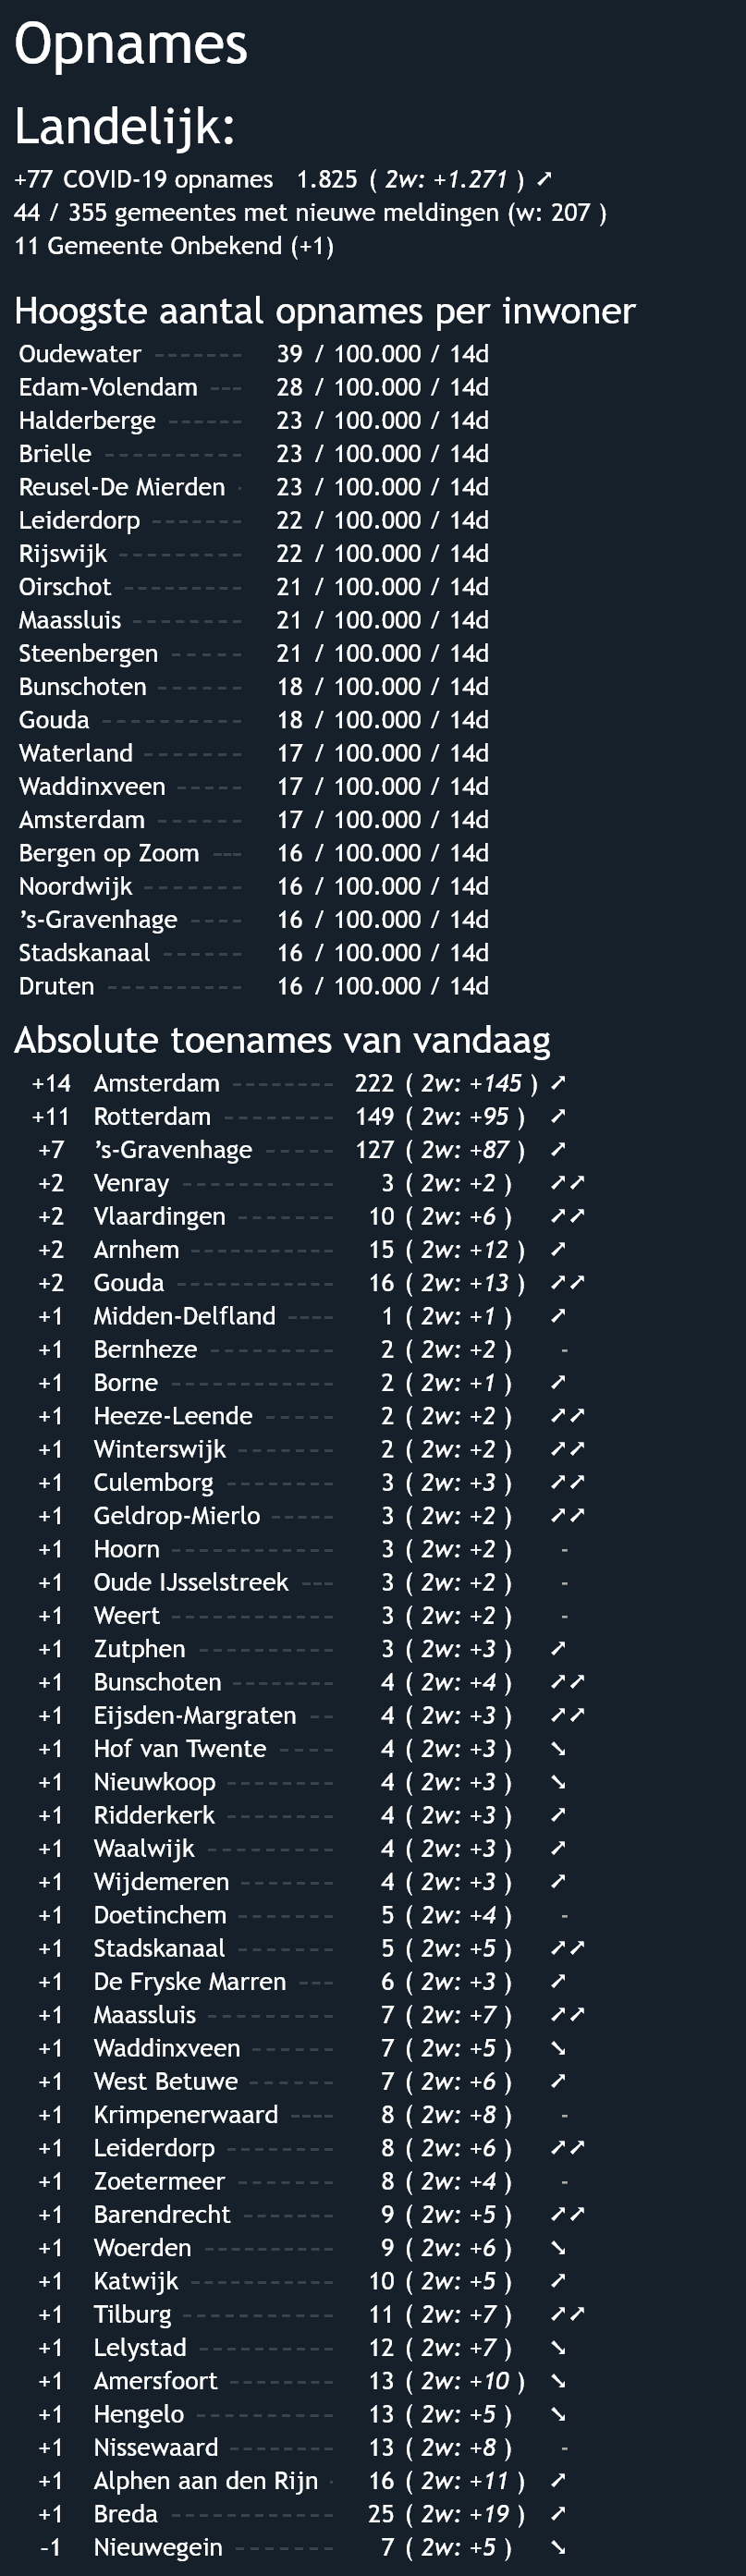 Opnames
Landelijk:
+77 COVID-19 opnames 1.825 ( 2w: +1.271 ) ➚
44 / 355 gemeentes met nieuwe meldingen (w: 207 )
11 Gemeente Onbekend (+1)
Hoogste aantal opnames per inwoner
Oudewater ------- 39 / 100.000 / 14d
Edam-Volendam --- 28 / 100.000 / 14d
Halderberge ------ 23 / 100.000 / 14d
Brielle ---------- 23 / 100.000 / 14d
Reusel-De Mierden - 23 / 100.000 / 14d
Leiderdorp ------- 22 / 100.000 / 14d
Rijswijk --------- 22 / 100.000 / 14d
Oirschot --------- 21 / 100.000 / 14d
Maassluis -------- 21 / 100.000 / 14d
Steenbergen ----- 21 / 100.000 / 14d
Bunschoten ------ 18 / 100.000 / 14d
Gouda ---------- 18 / 100.000 / 14d
Waterland ------- 17 / 100.000 / 14d
Waddinxveen ----- 17 / 100.000 / 14d
Amsterdam ------ 17 / 100.000 / 14d
Bergen op Zoom --- 16 / 100.000 / 14d
Noordwijk ------- 16 / 100.000 / 14d
’s-Gravenhage ---- 16 / 100.000 / 14d
Stadskanaal ------ 16 / 100.000 / 14d
Druten ---------- 16 / 100.000 / 14d
Absolute toenames van vandaag
+14 Amsterdam -------- 222 ( 2w: +145 ) ➚
+11 Rotterdam -------- 149 ( 2w: +95 ) ➚
+7 ’s-Gravenhage ----- 127 ( 2w: +87 ) ➚
+2 Venray ----------- 3 ( 2w: +2 ) ➚➚
+2 Vlaardingen ------- 10 ( 2w: +6 ) ➚➚
+2 Arnhem ----------- 15 ( 2w: +12 ) ➚
+2 Gouda ------------ 16 ( 2w: +13 ) ➚➚
+1 Midden-Delfland ---- 1 ( 2w: +1 ) ➚
+1 Bernheze ---------- 2 ( 2w: +2 ) -
+1 Borne ------------ 2 ( 2w: +1 ) ➚
+1 Heeze-Leende ----- 2 ( 2w: +2 ) ➚➚
+1 Winterswijk ------- 2 ( 2w: +2 ) ➚➚
+1 Culemborg -------- 3 ( 2w: +3 ) ➚➚
+1 Geldrop-Mierlo ----- 3 ( 2w: +2 ) ➚➚
+1 Hoorn ------------ 3 ( 2w: +2 ) -
+1 Oude IJsselstreek --- 3 ( 2w: +2 ) -
+1 Weert ------------ 3 ( 2w: +2 ) -
+1 Zutphen ---------- 3 ( 2w: +3 ) ➚
+1 Bunschoten -------- 4 ( 2w: +4 ) ➚➚
+1 Eijsden-Margraten -- 4 ( 2w: +3 ) ➚➚
+1 Hof van Twente ---- 4 ( 2w: +3 ) ➘
+1 Nieuwkoop -------- 4 ( 2w: +3 ) ➘
+1 Ridderkerk -------- 4 ( 2w: +3 ) ➚
+1 Waalwijk --------- 4 ( 2w: +3 ) ➚
+1 Wijdemeren ------- 4 ( 2w: +3 ) ➚
+1 Doetinchem ------- 5 ( 2w: +4 ) -
+1 Stadskanaal ------- 5 ( 2w: +5 ) ➚➚
+1 De Fryske Marren --- 6 ( 2w: +3 ) ➚
+1 Maassluis --------- 7 ( 2w: +7 ) ➚➚
+1 Waddinxveen ------ 7 ( 2w: +5 ) ➘
+1 West Betuwe ------- 7 ( 2w: +6 ) ➚
+1 Krimpenerwaard ---- 8 ( 2w: +8 ) -
+1 Leiderdorp -------- 8 ( 2w: +6 ) ➚➚
+1 Zoetermeer ------- 8 ( 2w: +4 ) -
+1 Barendrecht ------- 9 ( 2w: +5 ) ➚➚
+1 Woerden ---------- 9 ( 2w: +6 ) ➘
+1 Katwijk ----------- 10 ( 2w: +5 ) ➚
+1 Tilburg ----------- 11 ( 2w: +7 ) ➚➚
+1 Lelystad ---------- 12 ( 2w: +7 ) ➘
+1 Amersfoort -------- 13 ( 2w: +10 ) ➘
+1 Hengelo ---------- 13 ( 2w: +5 ) ➘
+1 Nissewaard -------- 13 ( 2w: +8 ) -
+1 Alphen aan den Rijn - 16 ( 2w: +11 ) ➚
+1 Breda ------------ 25 ( 2w: +19 ) ➚
-1 Nieuwegein ------- 7 ( 2w: +5 ) ➘